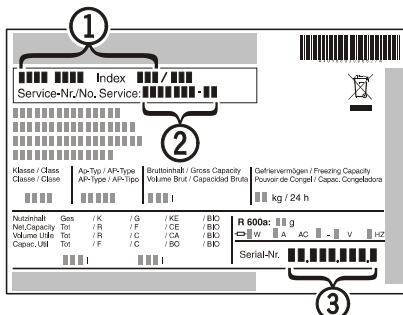 1
Index /
Service-Nr./No. Service: -
2
Klasse / Class
Classe / Clase
Ap-Typ / AP-Type
AP-Type / AP-Tipo
Bruttoinhalt / Gross Capacity
Volume Brut / Capacidad Bruta
l
Gefriervermögen / Freezing Capacity
Pouvoir de Congel / Capac. Congeladora
kg / 24 h
Nutzinhalt Ges / K / G / KE / BIO
Net.Capacity Tot / R / F / CE / BIO
Volume Utile Tot / R / C / CA / BIO
Capac. Util Tot / F / C / BO / BIO
l l
R 600a: g
W A AC - V HZ
Serial-Nr. . . .
3